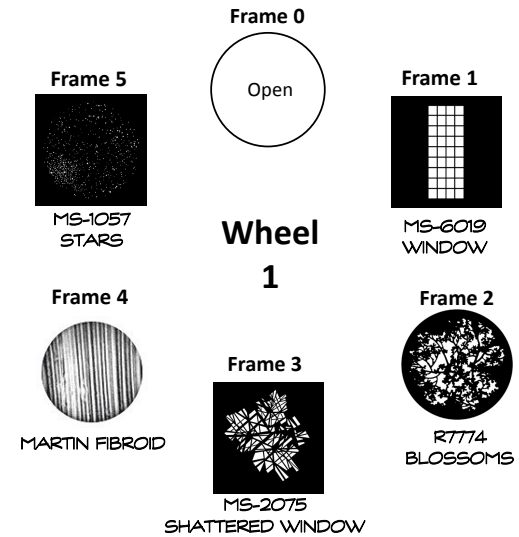 Frame 0
Open
Frame 5
Frame 1
MS-1057
STARS
MS-6019
WINDOW
Wheel
1
Frame 4
Frame 2
MARTIN FIBROID
R7774
BLOSSOMS
Frame 3
MS-2075
SHATTERED WINDOW